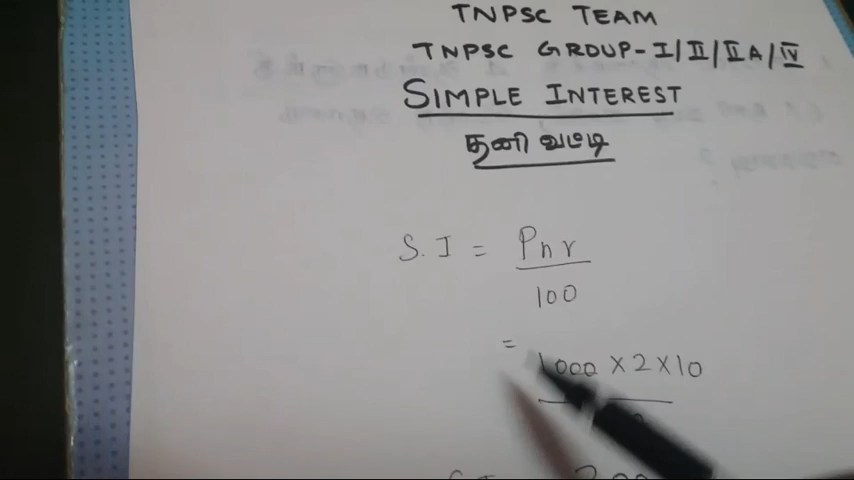 TNPSC TEAM
TNPSC GROUP-I/II/IIA/IV
SIMPLE INTEREST
தனி வட்டி
S.I = Pnr
100
= 1000 X 2 X 10